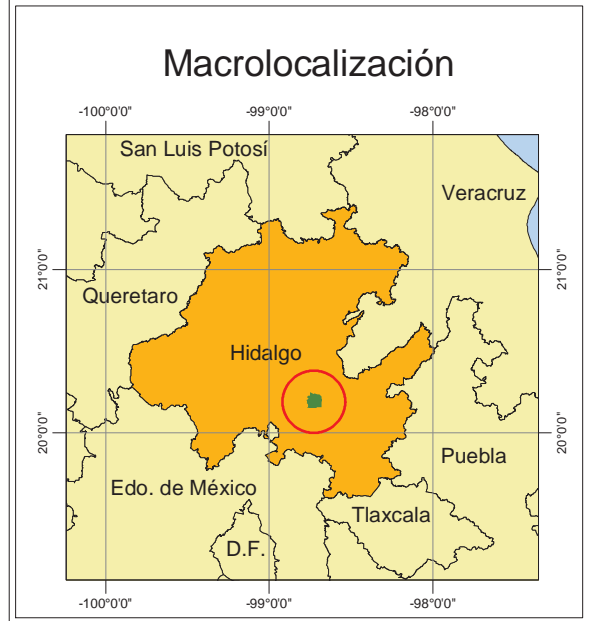 Macrolocalización
-100°0'0"
-99°0'0"
-98°0'0"
San Luis Potosí
Veracruz
21°0'0"
21°0'0"
Queretaro
Hidalgo
20°0'0"
20°0'0"
Puebla
Edo. de México
Tlaxcala
D.F.
-100°0'0"
-99°0'0"
-98°0'0"